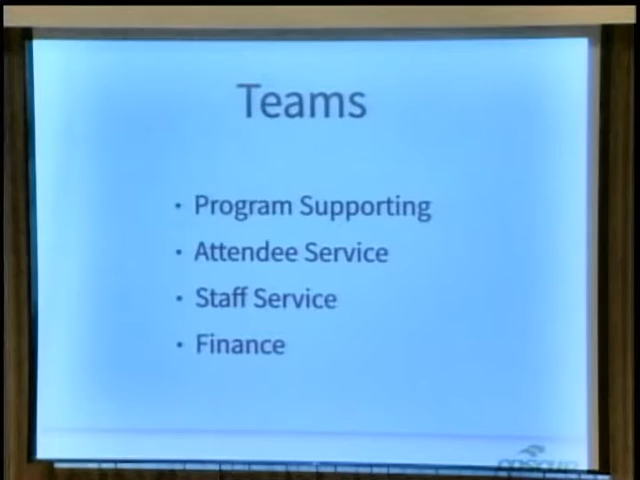 Teams
• Program Supporting
• Attendee Service
• Staff Service
• Finance